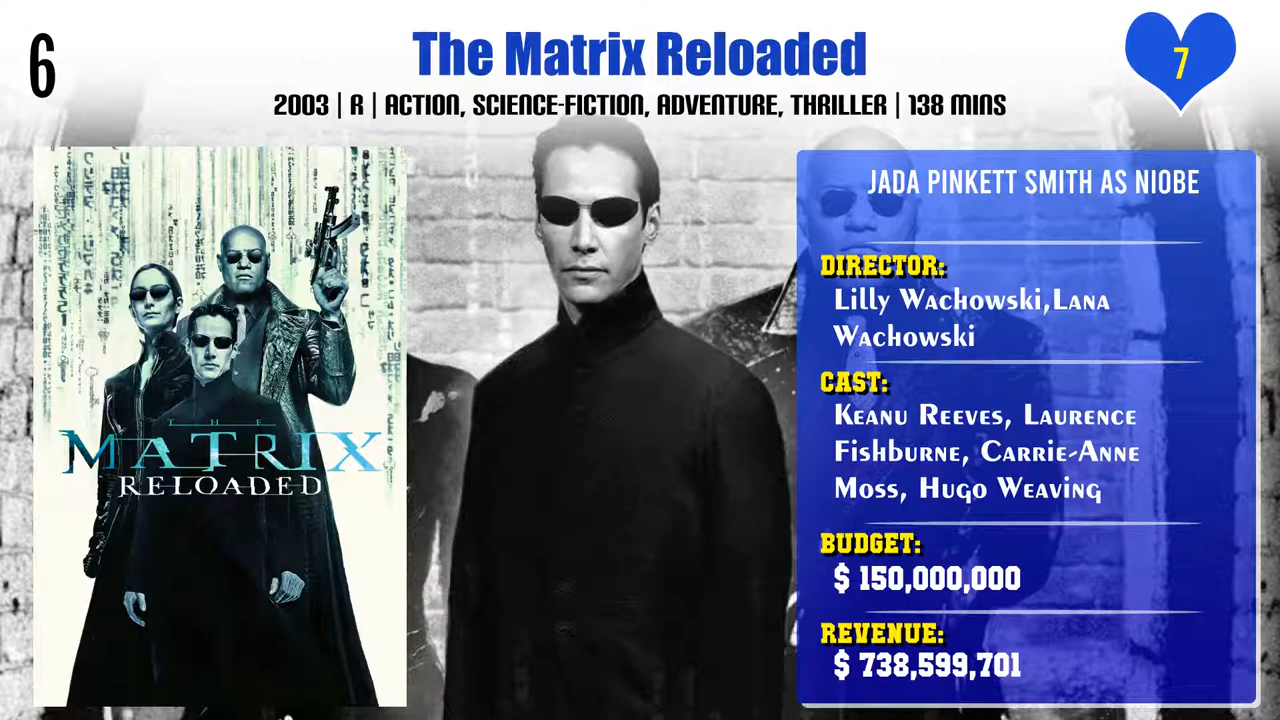 6
The Matrix Reloaded
7
2003 | R | ACTION, SCIENCE-FICTION, ADVENTURE, THRILLER | 138 MINS
THE
MATRIX
RELOADED
JADA PINKETT SMITH AS NIOBE
DIRECTOR:
Lilly Wachowski,Lana
Wachowski
CAST:
Keanu Reeves, Laurence
Fishburne, Carrie-Anne
Moss, Hugo Weaving
BUDGET:
$ 150,000,000
REVENUE:
$ 738,599,701